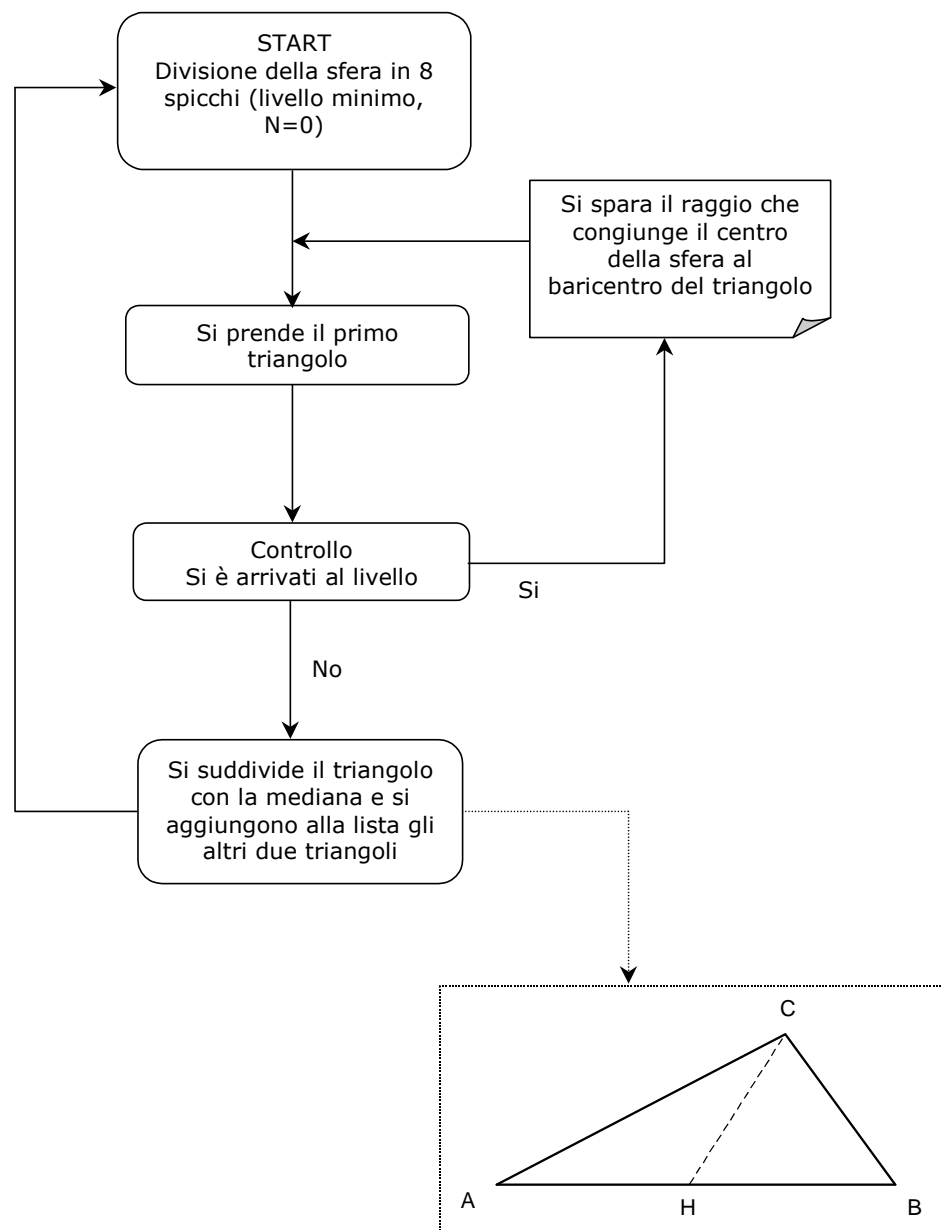 START
Divisione della sfera in 8
spicchi (livello minimo,
N=0)
Si spara il raggio che
congiunge il centro
della sfera al
baricentro del triangolo
Si prende il primo
triangolo
Controllo
Si è arrivati al livello
Si
No
Si suddivide il triangolo
con la mediana e si
aggiungono alla lista gli
altri due triangoli
C
A
H
B